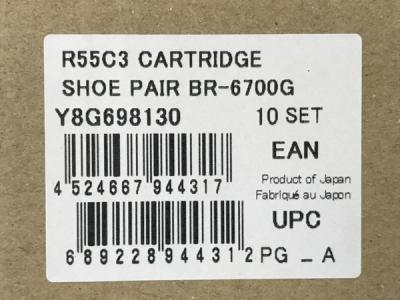 R55C3 CARTRIDGE
SHOE PAIR BR-6700G
Y8G698130 10 SET
EAN
4 524667 944317
Product of Japan
Fabriqué au Japon
UPC
6 89228 94431 2 PG _ A